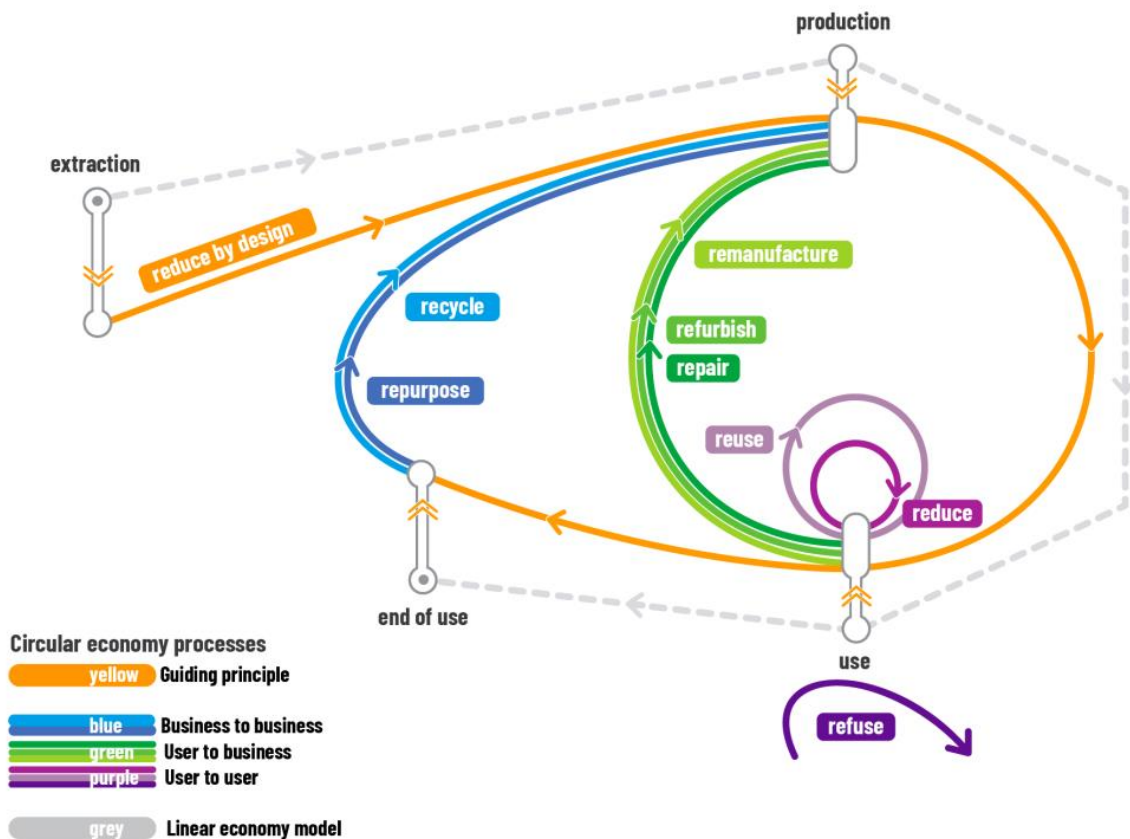 production
extraction
reduce by design
remanufacture
recycle
refurbish
repair
repurpose
reuse
reduce
end of use
use
refuse
Circular economy processes
yellow Guiding principle
blue Business to business
green User to business
purple User to user
grey Linear economy model